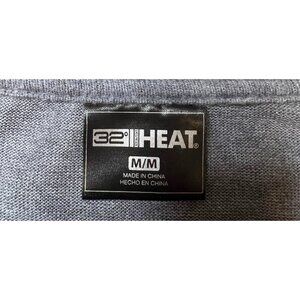 32° HEAT®
M/M
MADE IN CHINA
HECHO EN CHINA